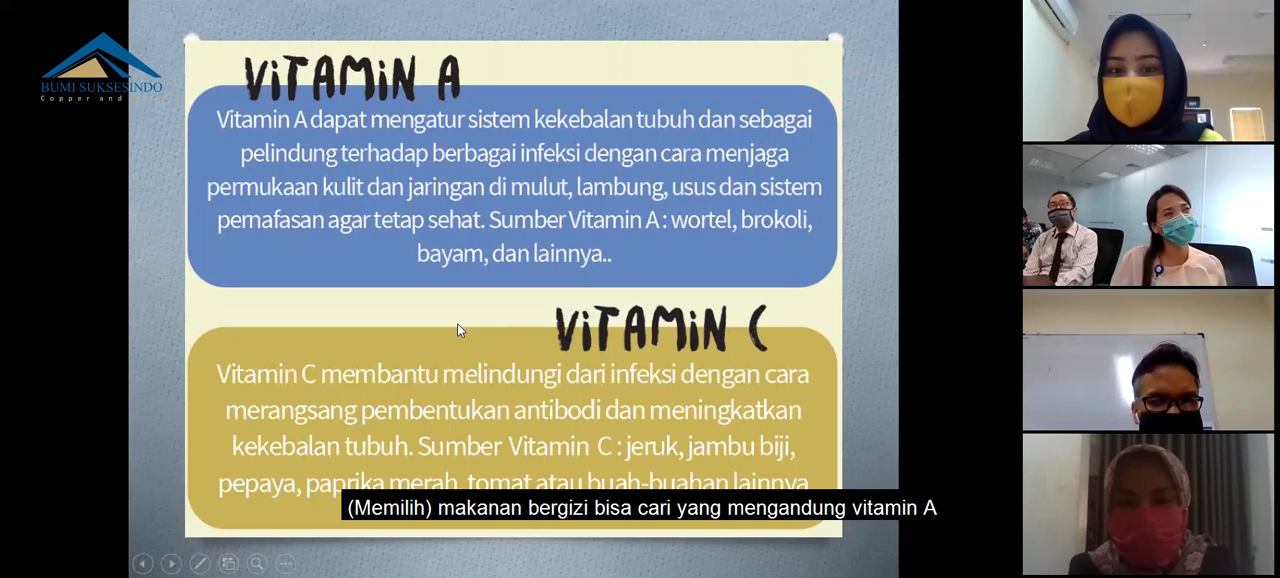 BUMI SUKSESINDO
Copper and
VITAMIN A
Vitamin A dapat mengatur sistem kekebalan tubuh dan sebagai
pelindung terhadap berbagai infeksi dengan cara menjaga
permukaan kulit dan jaringan di mulut, lambung, usus dan sistem
pernafasan agar tetap sehat. Sumber Vitamin A : wortel, brokoli,
bayam, dan lainnya..
VITAMIN C
Vitamin C membantu melindungi dari infeksi dengan cara
merangsang pembentukan antibodi dan meningkatkan
kekebalan tubuh. Sumber Vitamin C : jeruk, jambu biji,
pepaya, paprika merah, tomat atau buah-buahan lainnya
(Memilih) makanan bergizi bisa cari yang mengandung vitamin A